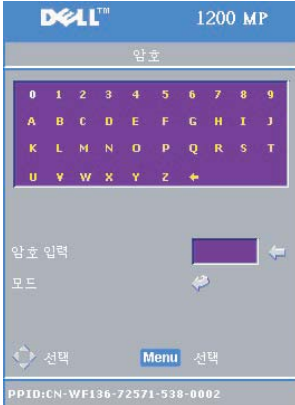 DELL™ 1200 MP
암호
0 1 2 3 4 5 6 7 8 9
A B C D E F G H I J
K L M N O P Q R S T
U V W X Y Z ←
암호 입력
모드
선택 Menu 선택
PPID:CN-WF136-72571-538-0002